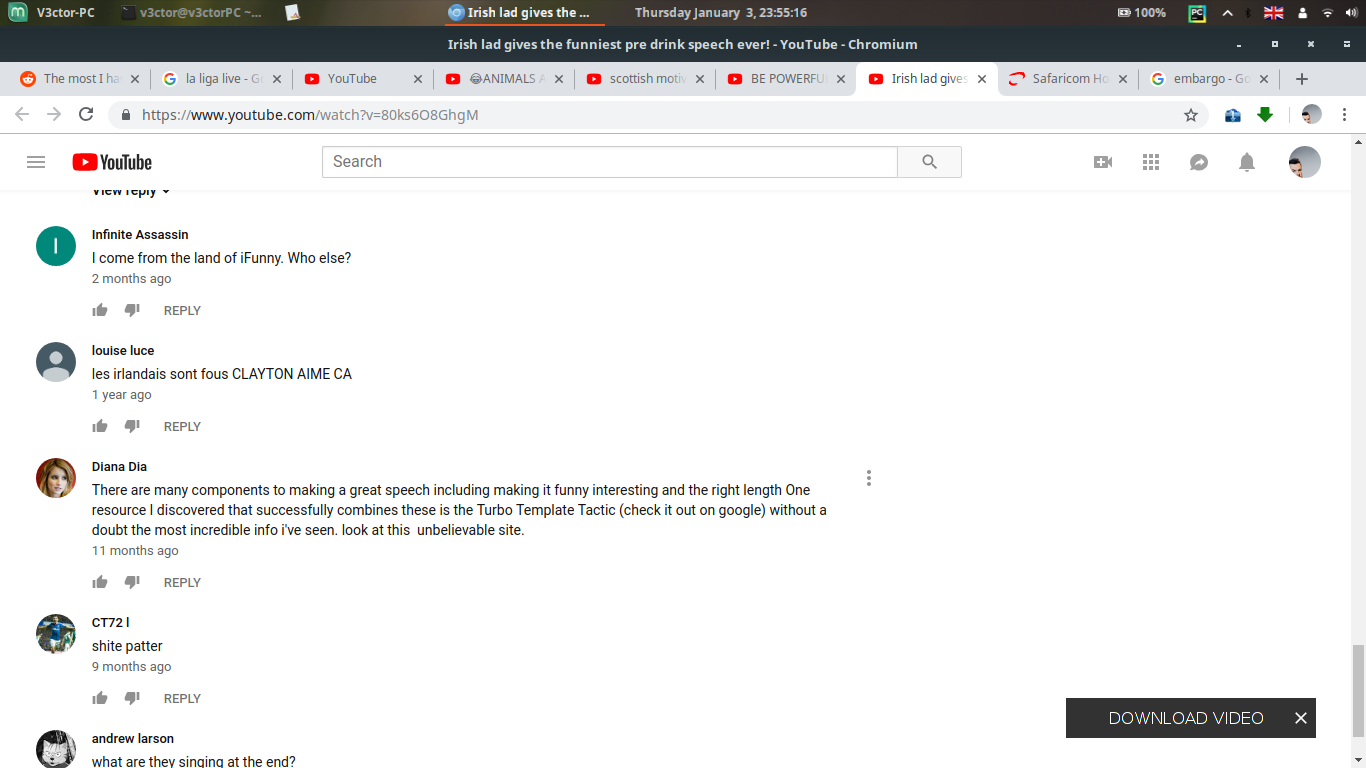 V3ctor-PC v3ctor@v3ctorPC ~... Irish lad gives the ... Thursday January 3, 23:55:16 100%
Irish lad gives the funniest pre drink speech ever! - YouTube - Chromium
The most I ha la liga live - Go YouTube 😂ANIMALS A scottish motiv BE POWERFU Irish lad gives Safaricom Ho embargo - Go
https://www.youtube.com/watch?v=80ks6O8GhgM
YouTube Search
View reply
I
Infinite Assassin
I come from the land of iFunny. Who else?
2 months ago
REPLY
louise luce
les irlandais sont fous CLAYTON AIME CA
1 year ago
REPLY
Diana Dia
There are many components to making a great speech including making it funny interesting and the right length One
resource I discovered that successfully combines these is the Turbo Template Tactic (check it out on google) without a
doubt the most incredible info i've seen. look at this  unbelievable site.
11 months ago
REPLY
CT72 l
shite patter
9 months ago
REPLY
DOWNLOAD VIDEO
andrew larson
what are they singing at the end?